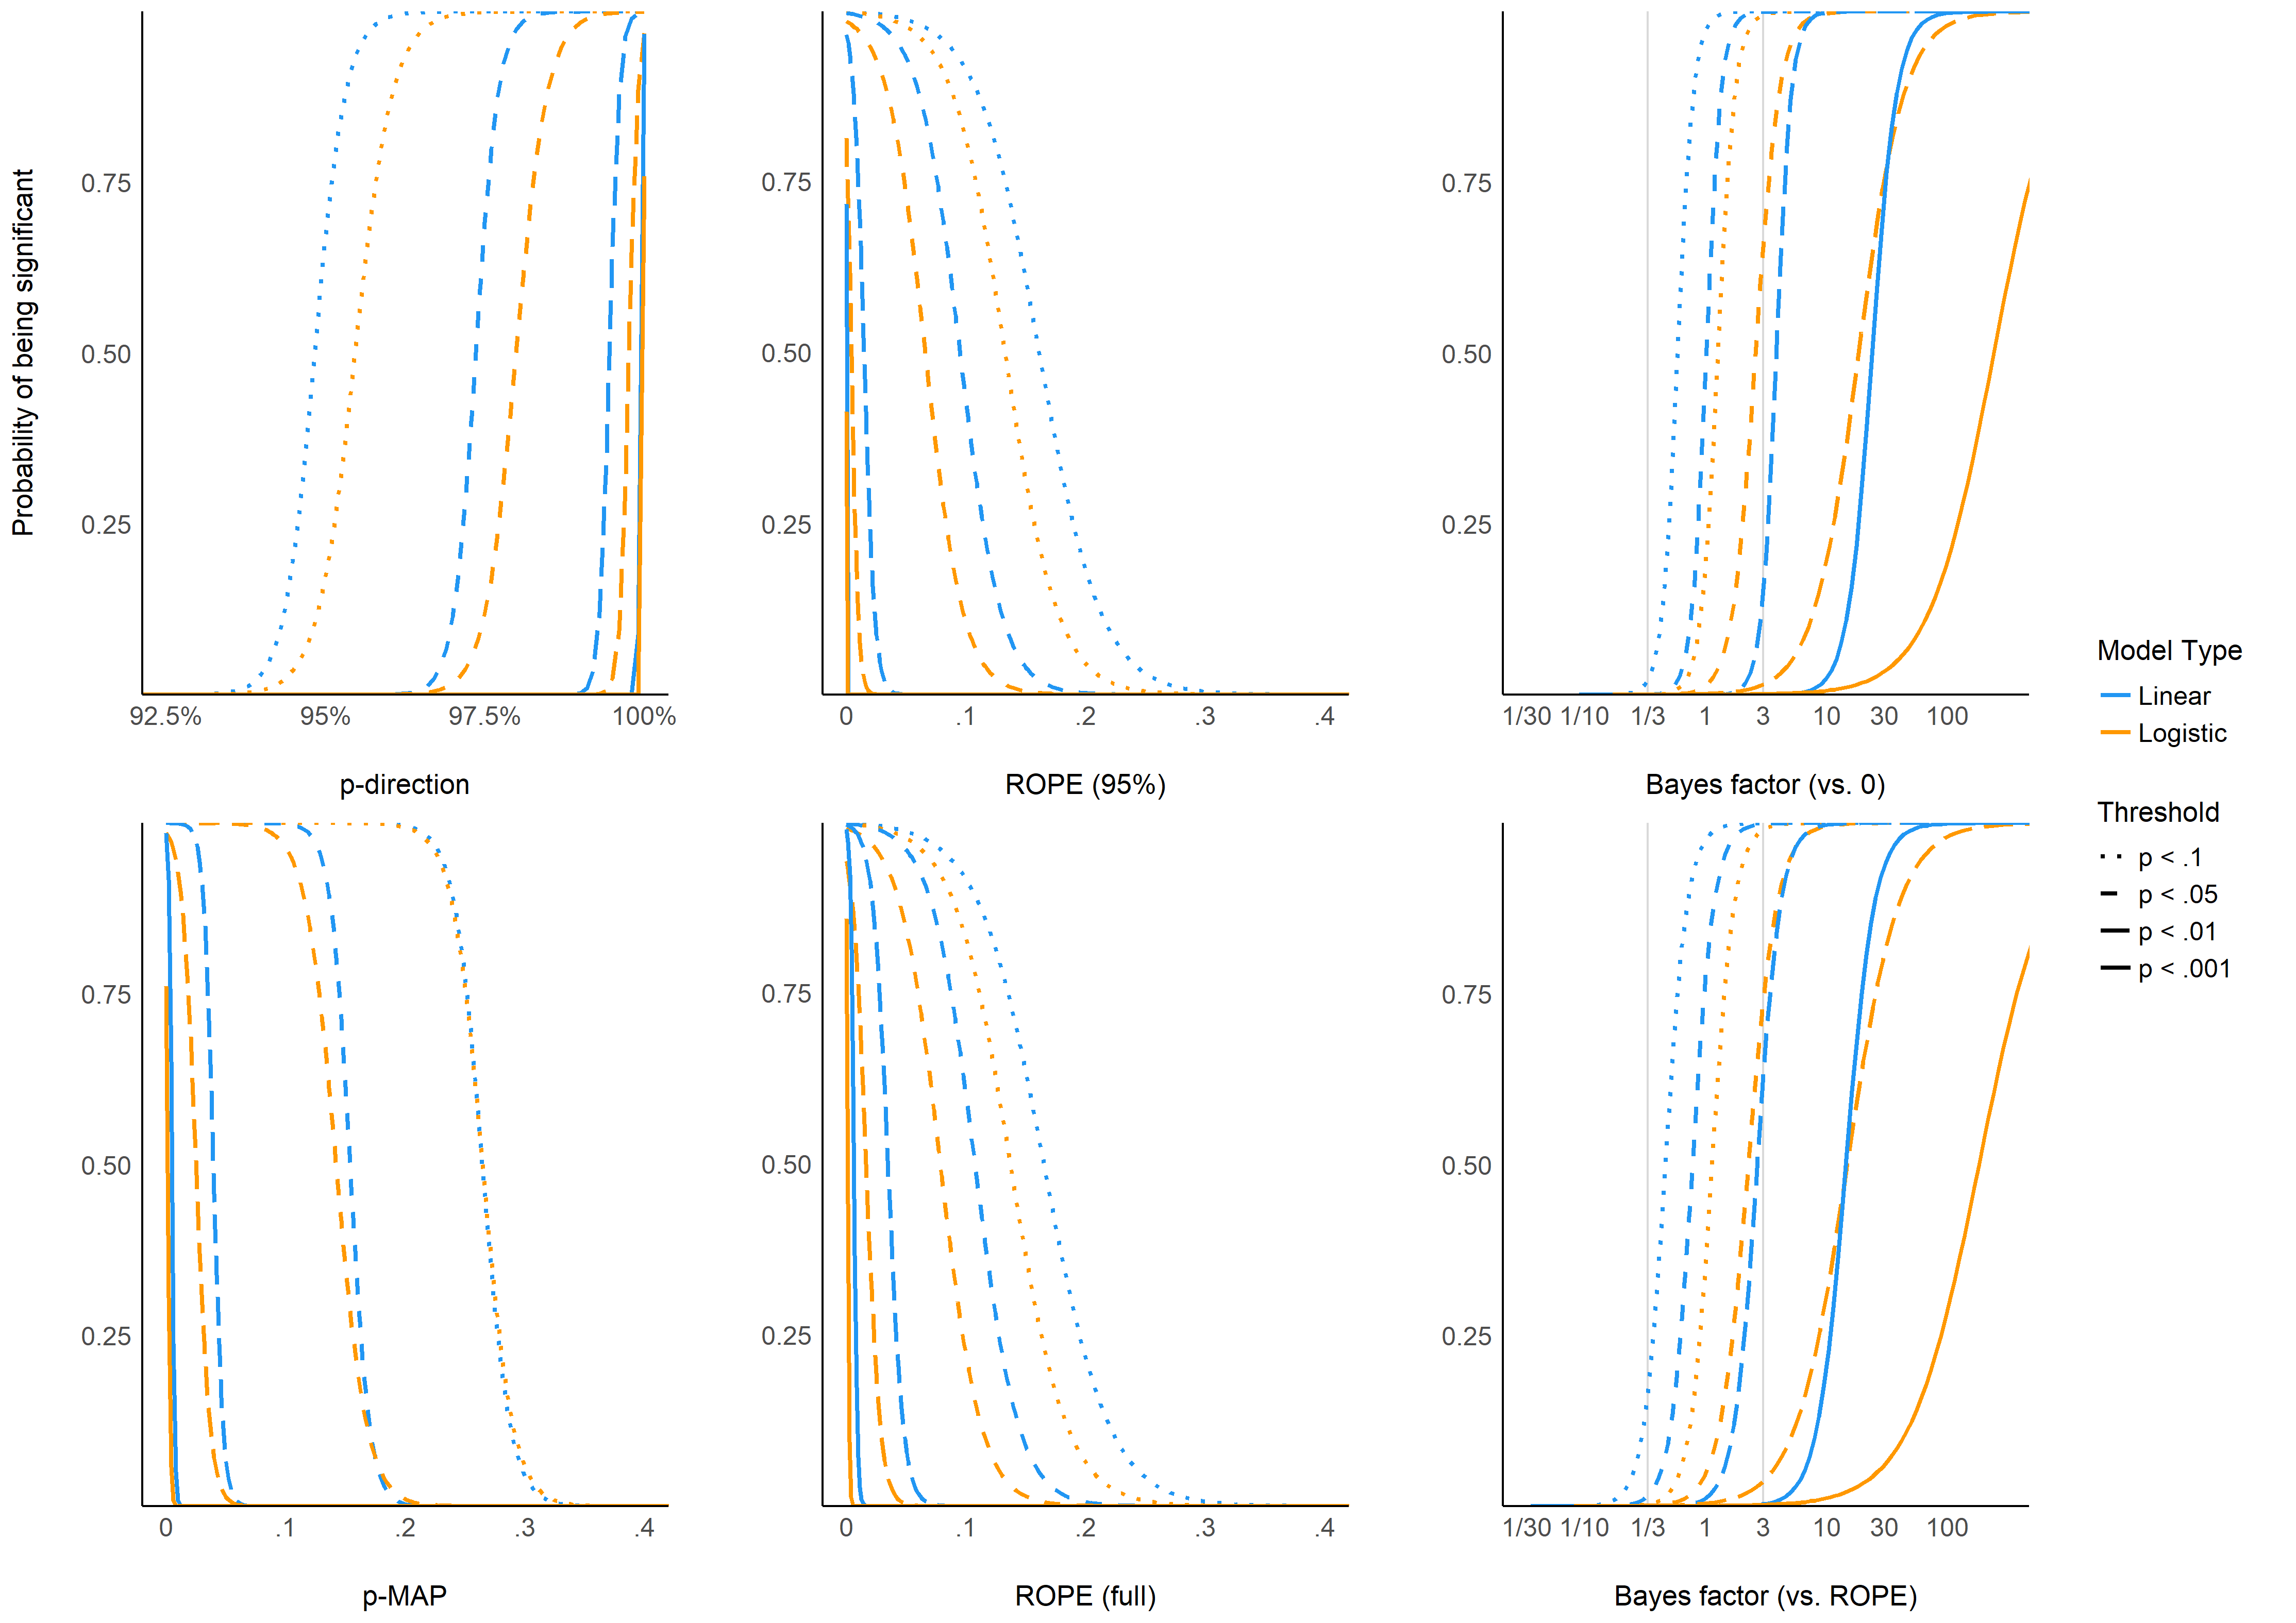 Probability of being significant
0.75
0.50
0.25
92.5% 95% 97.5% 100%
p-direction
0.75
0.50
0.25
0 .1 .2 .3 .4
ROPE (95%)
0.75
0.50
0.25
1/30 1/10 1/3 1 3 10 30 100
Bayes factor (vs. 0)
0.75
0.50
0.25
0 .1 .2 .3 .4
p-MAP
0.75
0.50
0.25
0 .1 .2 .3 .4
ROPE (full)
0.75
0.50
0.25
1/30 1/10 1/3 1 3 10 30 100
Bayes factor (vs. ROPE)
Model Type
Linear
Logistic
Threshold
p < .1
p < .05
p < .01
p < .001